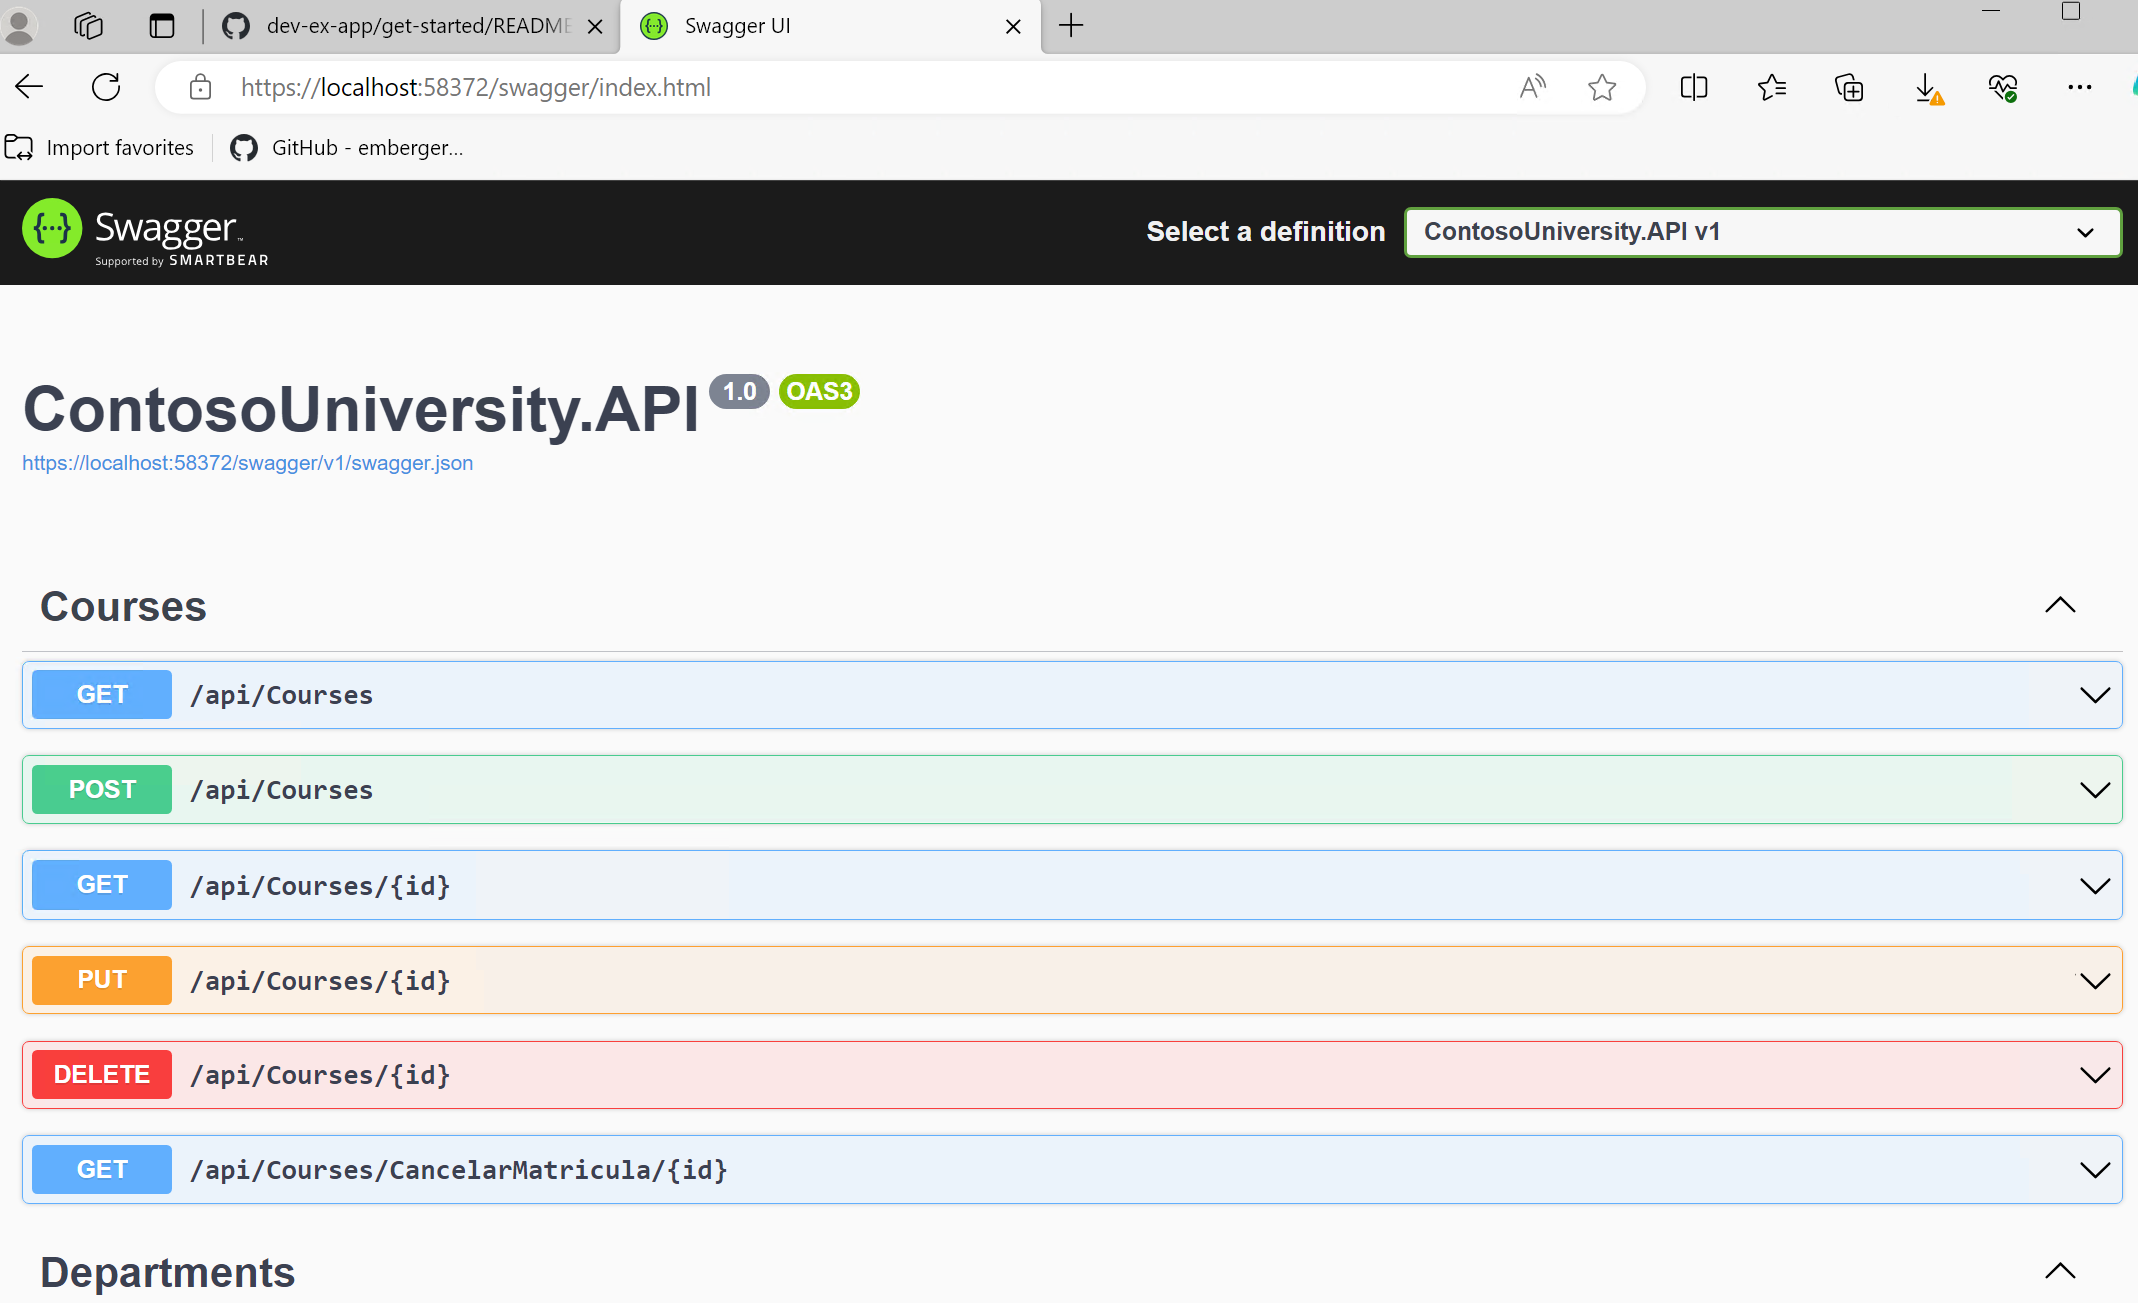 dev-ex-app/get-started/README
Swagger UI
https://localhost:58372/swagger/index.html
Import favorites
GitHub - emberger...
{···} Swagger™
Supported by SMARTBEAR
Select a definition
ContosoUniversity.API v1
ContosoUniversity.API 1.0 OAS3
https://localhost:58372/swagger/v1/swagger.json
Courses
GET /api/Courses
POST /api/Courses
GET /api/Courses/{id}
PUT /api/Courses/{id}
DELETE /api/Courses/{id}
GET /api/Courses/CancelarMatricula/{id}
Departments